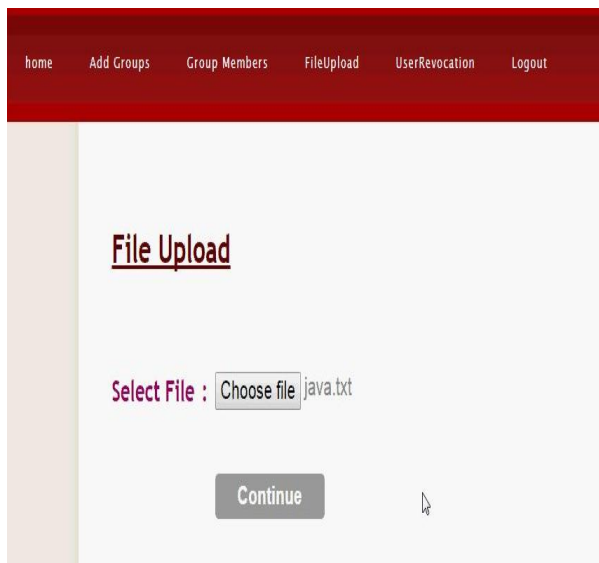 home Add Groups Group Members FileUpload UserRevocation Logout
File Upload
Select File : Choose file java.txt
Continue